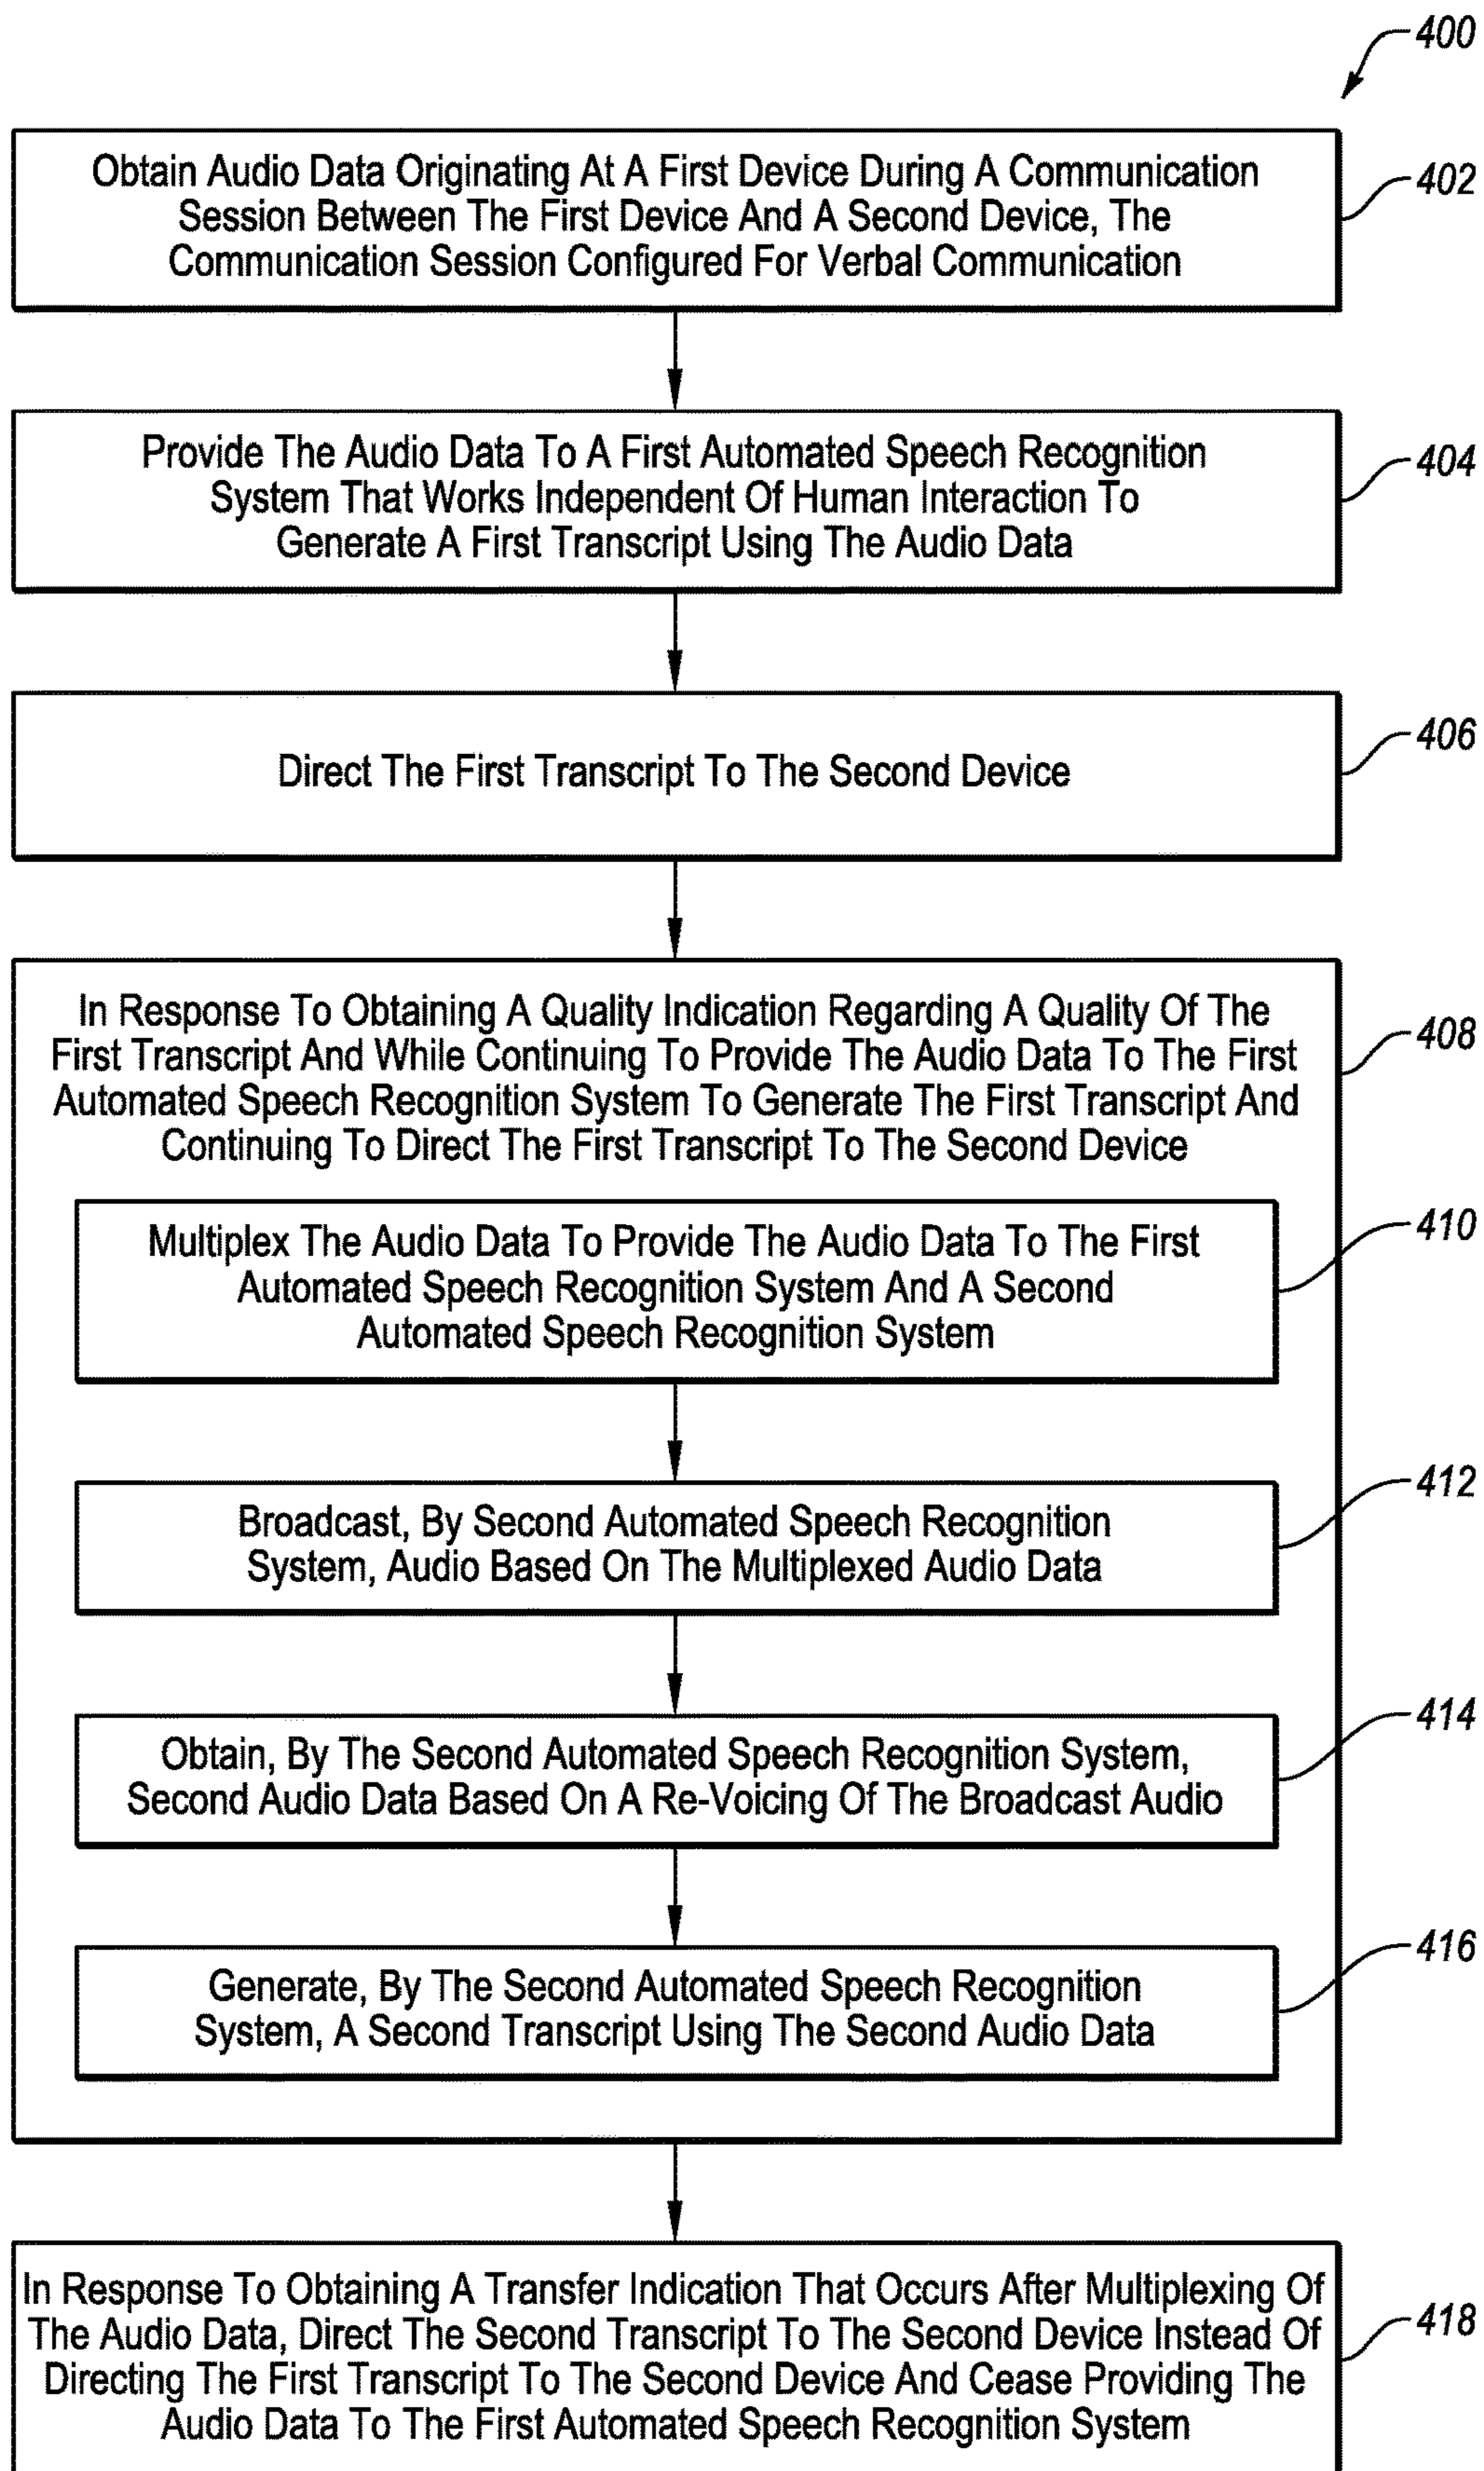 400
Obtain Audio Data Originating At A First Device During A Communication
Session Between The First Device And A Second Device, The
Communication Session Configured For Verbal Communication
402
Provide The Audio Data To A First Automated Speech Recognition
System That Works Independent Of Human Interaction To
Generate A First Transcript Using The Audio Data
404
Direct The First Transcript To The Second Device
406
In Response To Obtaining A Quality Indication Regarding A Quality Of The
First Transcript And While Continuing To Provide The Audio Data To The First
Automated Speech Recognition System To Generate The First Transcript And
Continuing To Direct The First Transcript To The Second Device
408
Multiplex The Audio Data To Provide The Audio Data To The First
Automated Speech Recognition System And A Second
Automated Speech Recognition System
410
Broadcast, By Second Automated Speech Recognition
System, Audio Based On The Multiplexed Audio Data
412
Obtain, By The Second Automated Speech Recognition System,
Second Audio Data Based On A Re-Voicing Of The Broadcast Audio
414
Generate, By The Second Automated Speech Recognition
System, A Second Transcript Using The Second Audio Data
416
In Response To Obtaining A Transfer Indication That Occurs After Multiplexing Of
The Audio Data, Direct The Second Transcript To The Second Device Instead Of
Directing The First Transcript To The Second Device And Cease Providing The
Audio Data To The First Automated Speech Recognition System
418